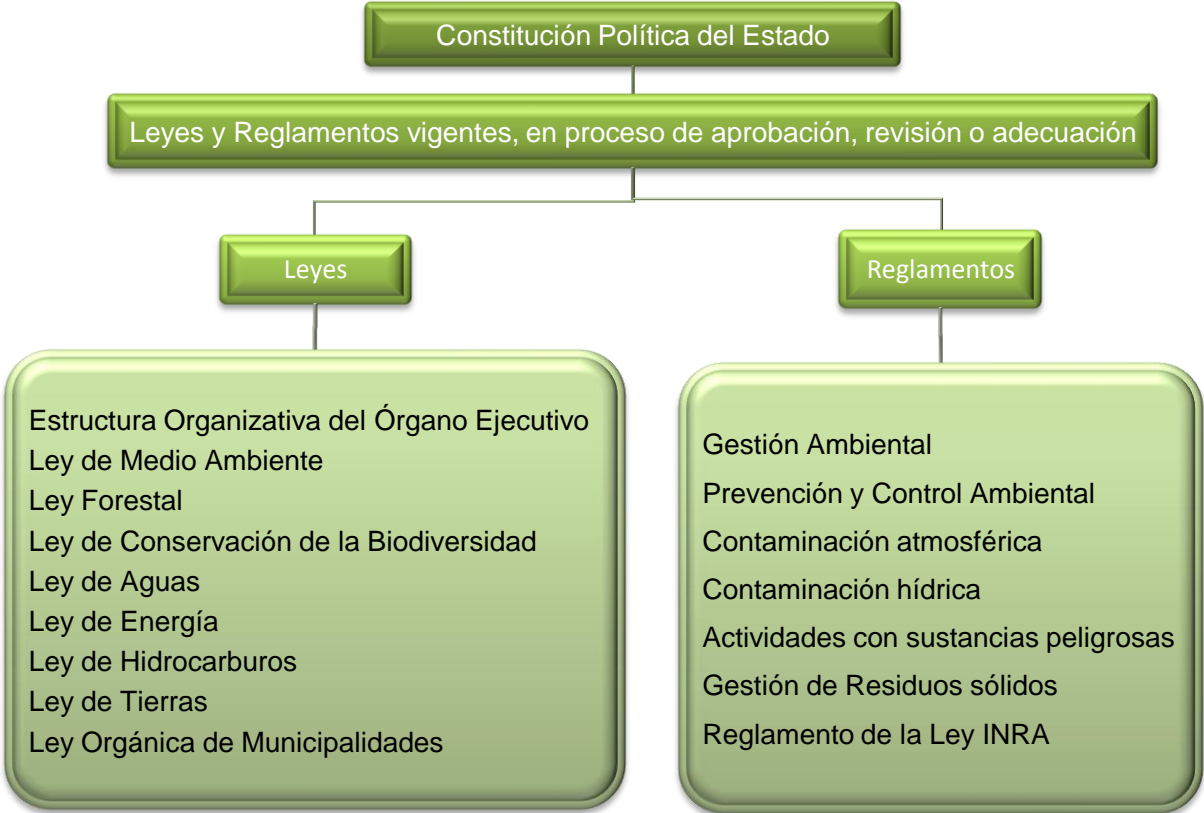 Constitución Política del Estado
Leyes y Reglamentos vigentes, en proceso de aprobación, revisión o adecuación
Leyes
Reglamentos
Estructura Organizativa del Órgano Ejecutivo
Ley de Medio Ambiente
Ley Forestal
Ley de Conservación de la Biodiversidad
Ley de Aguas
Ley de Energía
Ley de Hidrocarburos
Ley de Tierras
Ley Orgánica de Municipalidades
Gestión Ambiental
Prevención y Control Ambiental
Contaminación atmosférica
Contaminación hídrica
Actividades con sustancias peligrosas
Gestión de Residuos sólidos
Reglamento de la Ley INRA